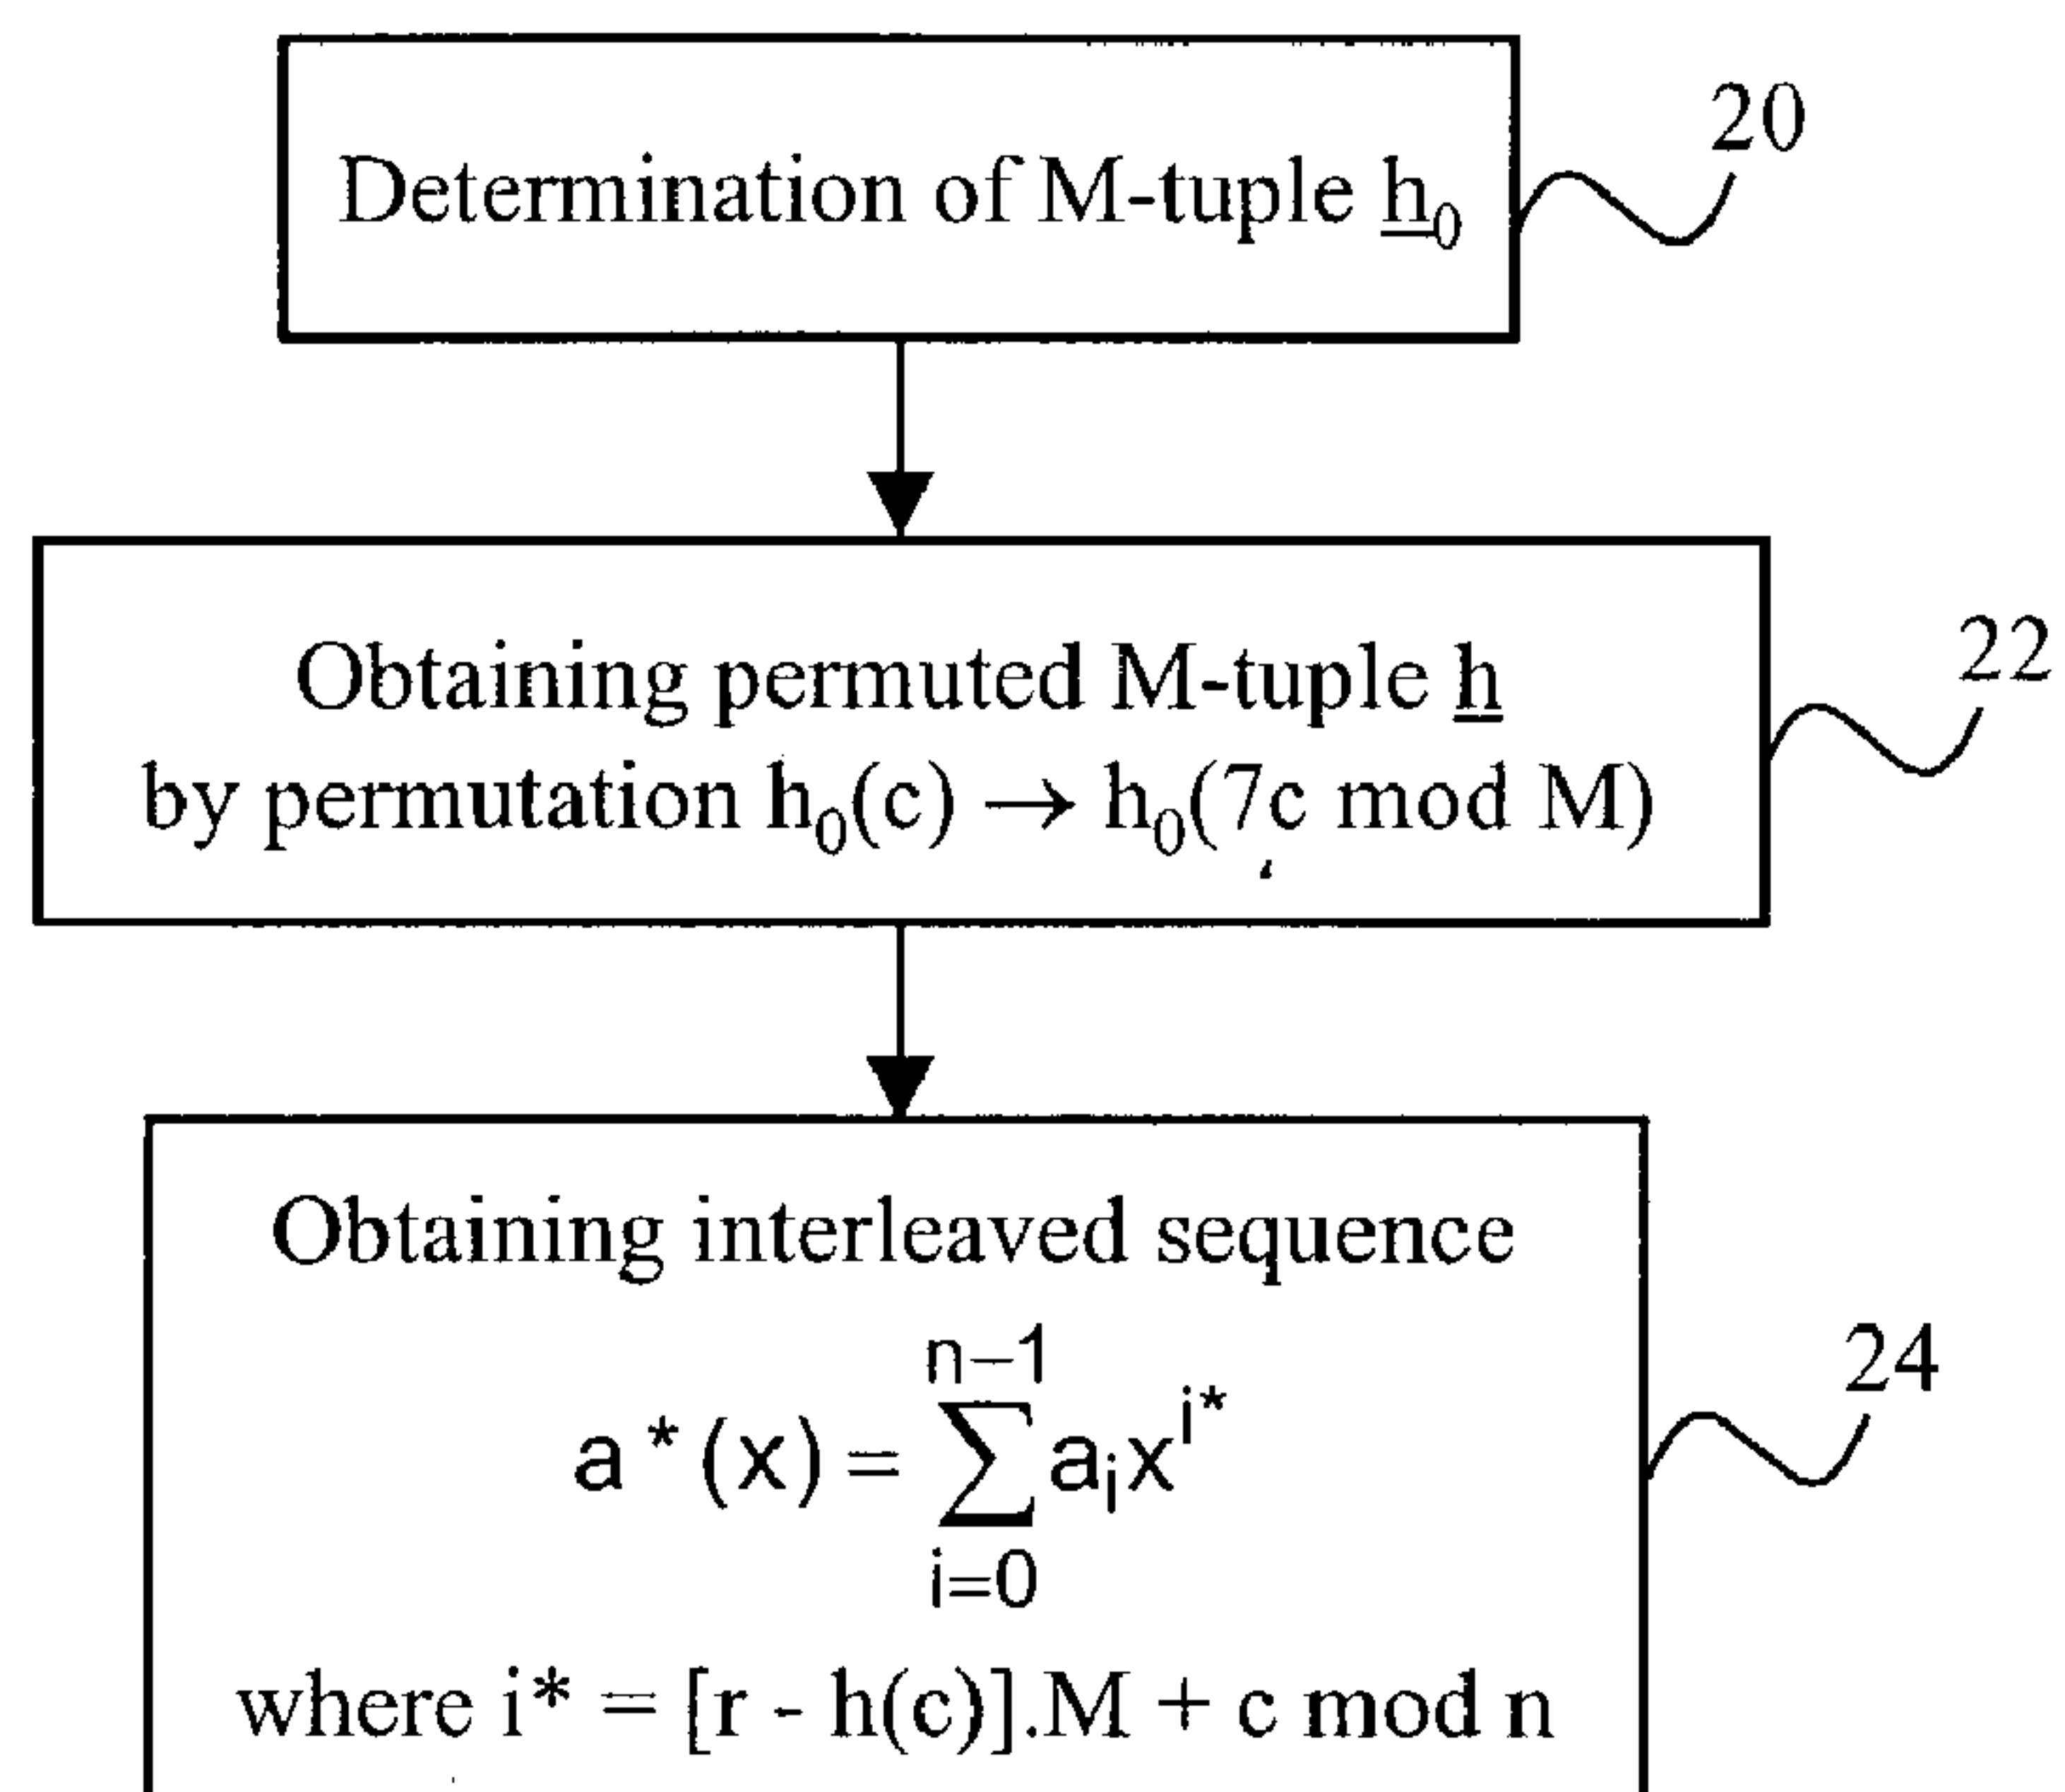 Determination of M-tuple h₀
20
Obtaining permuted M-tuple h
by permutation h₀(c) → h₀(7c mod M)
22
Obtaining interleaved sequence
n−1
a*(x) = ∑ aᵢxⁱ*
i=0
where i* = [r - h(c)].M + c mod n
24